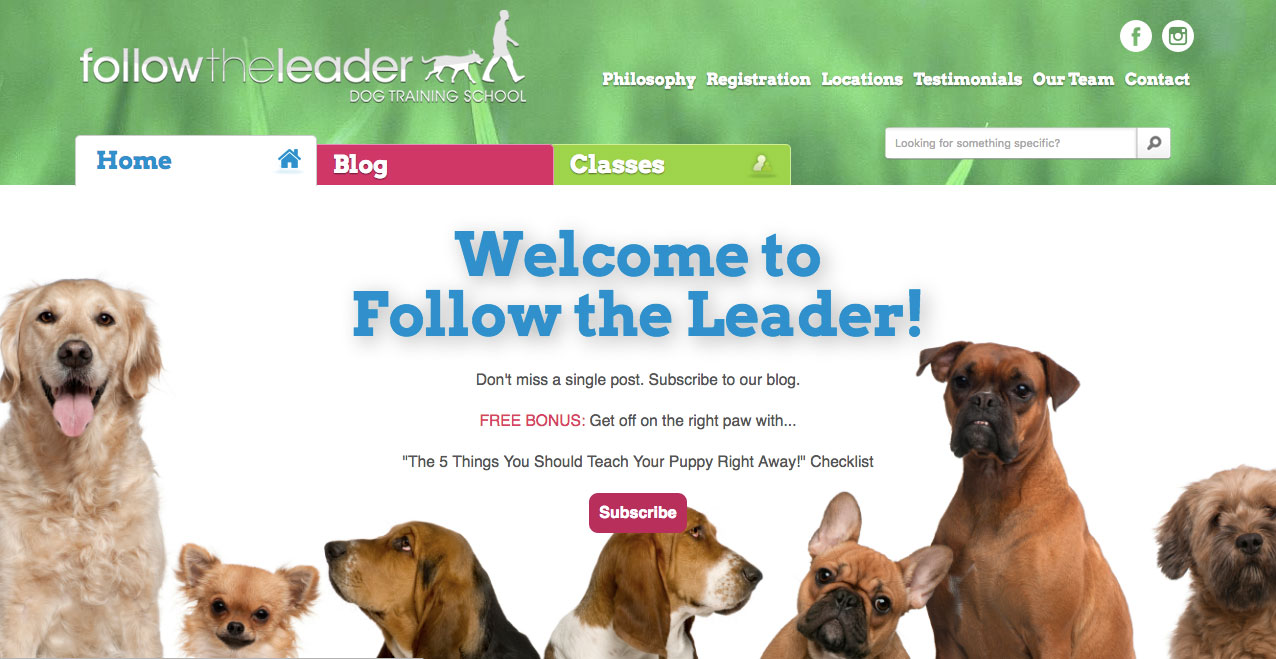 followtheleader
DOG TRAINING SCHOOL
Philosophy Registration Locations Testimonials Our Team Contact
Looking for something specific?
Home
Blog
Classes
Welcome to
Follow the Leader!
Don't miss a single post. Subscribe to our blog.
FREE BONUS: Get off on the right paw with...
"The 5 Things You Should Teach Your Puppy Right Away!" Checklist
Subscribe